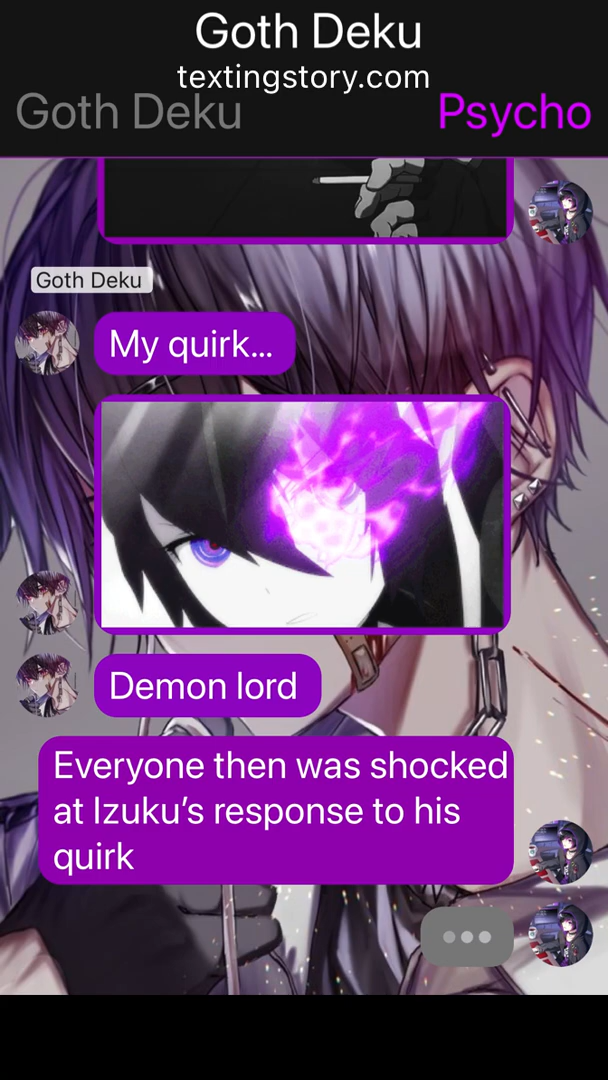 Goth Deku
textingstory.com
Goth Deku
Psycho
Goth Deku
My quirk...
Demon lord
Everyone then was shocked
at Izuku’s response to his
quirk